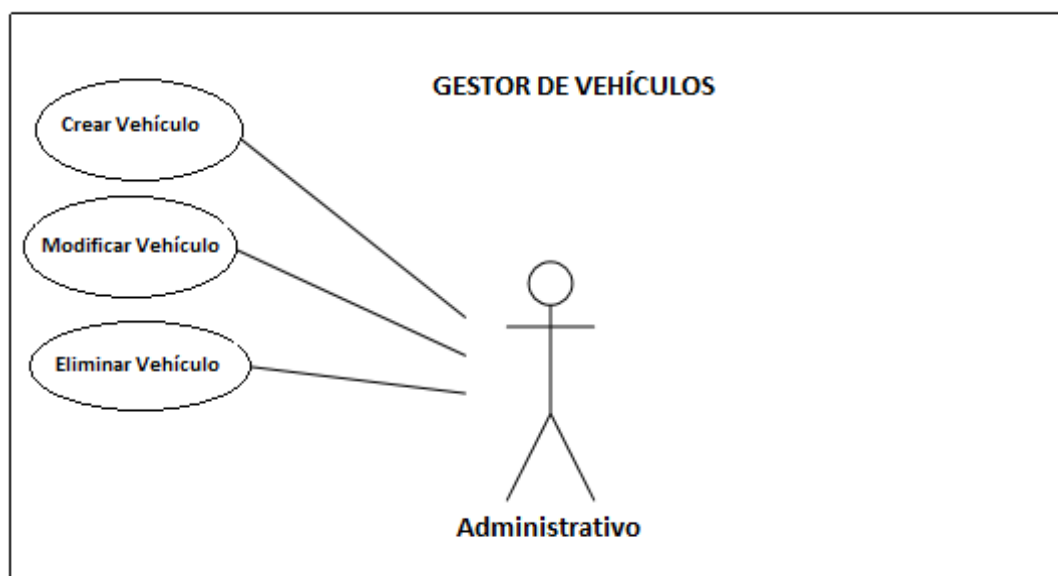 GESTOR DE VEHÍCULOS
Crear Vehículo
Modificar Vehículo
Eliminar Vehículo
Administrativo